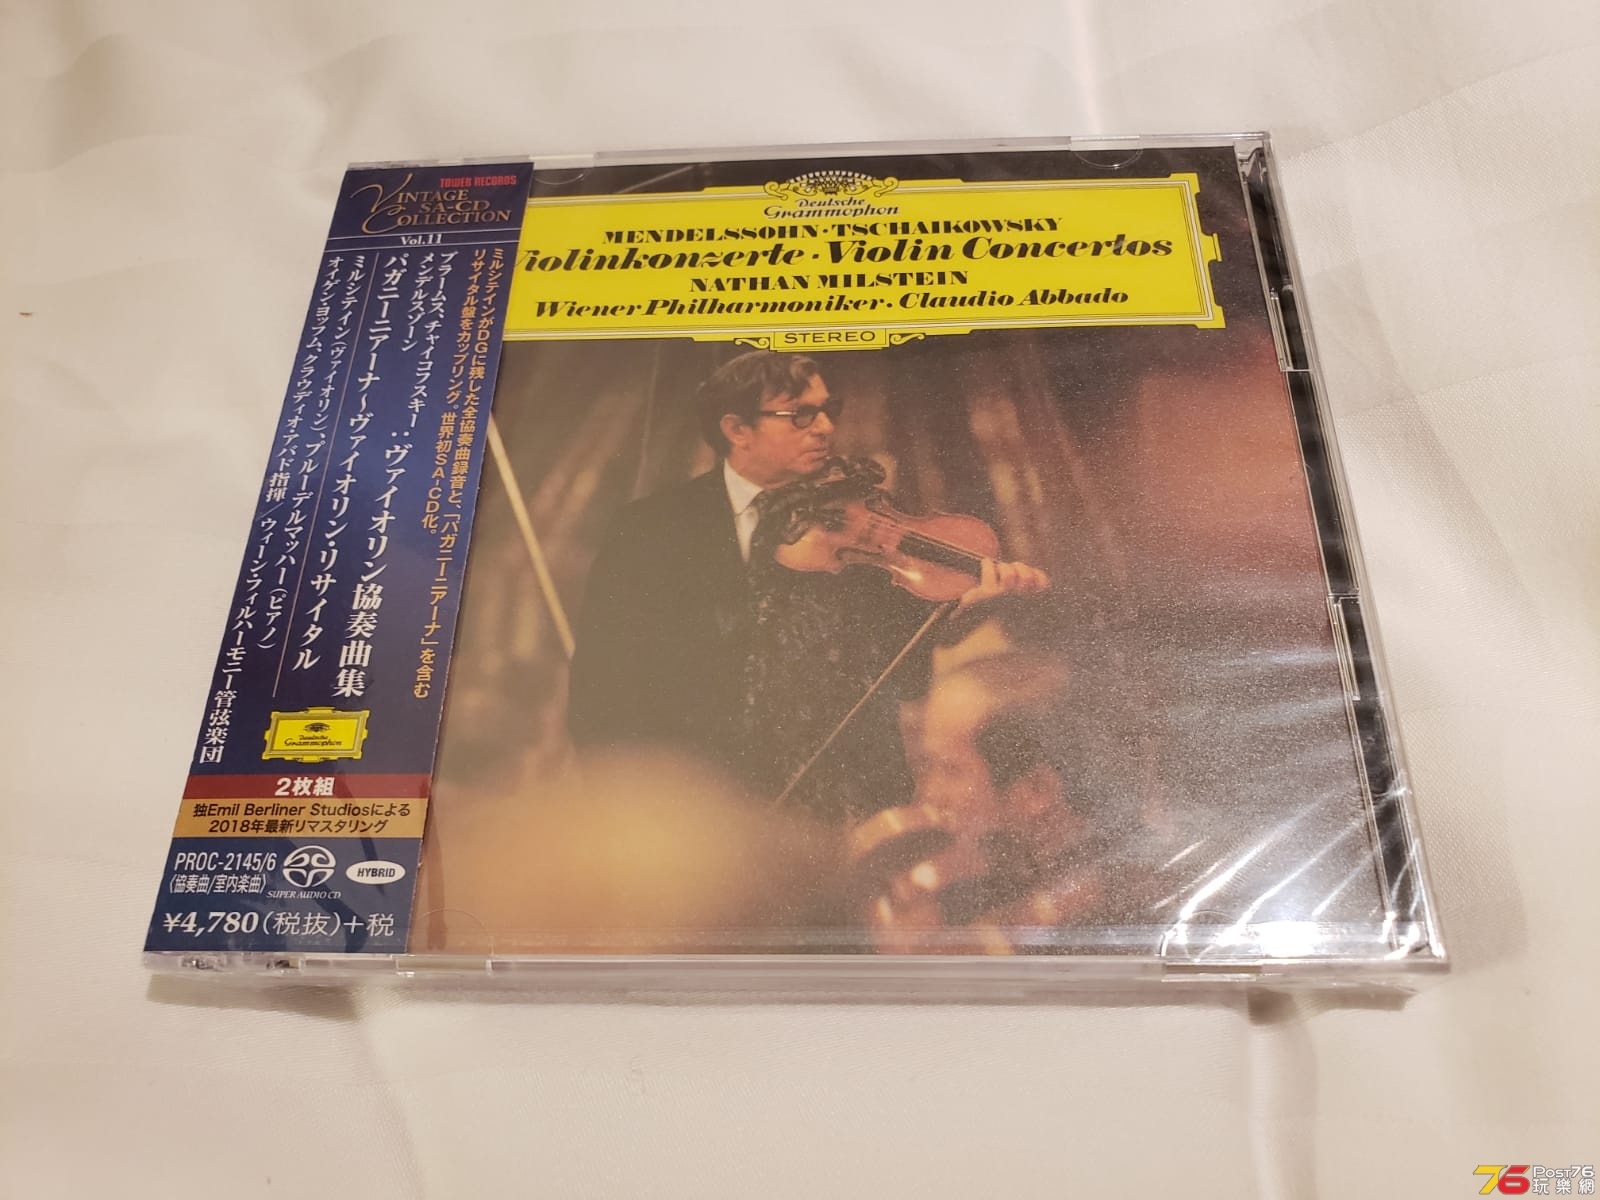 TOWER RECORDS
VINTAGE
SA-CD
COLLECTION
Vol.11
ミルシテインがDGに残した全協奏曲録音と、「パガニーニアーナ」を含む
リサイタル盤をカップリング。世界初SA-CD化。
ブラームス、チャイコフスキー、
メンデルスゾーン
:ヴァイオリン協奏曲集
パガニーニアーナ~ヴァイオリン・リサイタル
ミルシテイン(ヴァイオリン)、プルーデルマッハー(ピアノ)
オイゲン・ヨッフム、クラウディオ・アバド指揮/ウィーン・フィルハーモニー管弦楽団
Deutsche
Grammophon
2枚組
独Emil Berliner Studiosによる
2018年最新リマスタリング
PROC-2145/6
〈協奏曲/室内楽曲〉
SUPER AUDIO CD
HYBRID
¥4,780(税抜)+税
Deutsche
Grammophon
MENDELSSOHN·TSCHAIKOWSKY
Violinkonzerte·Violin Concertos
NATHAN MILSTEIN
Wiener Philharmoniker·Claudio Abbado
STEREO
76 Post76
玩樂網